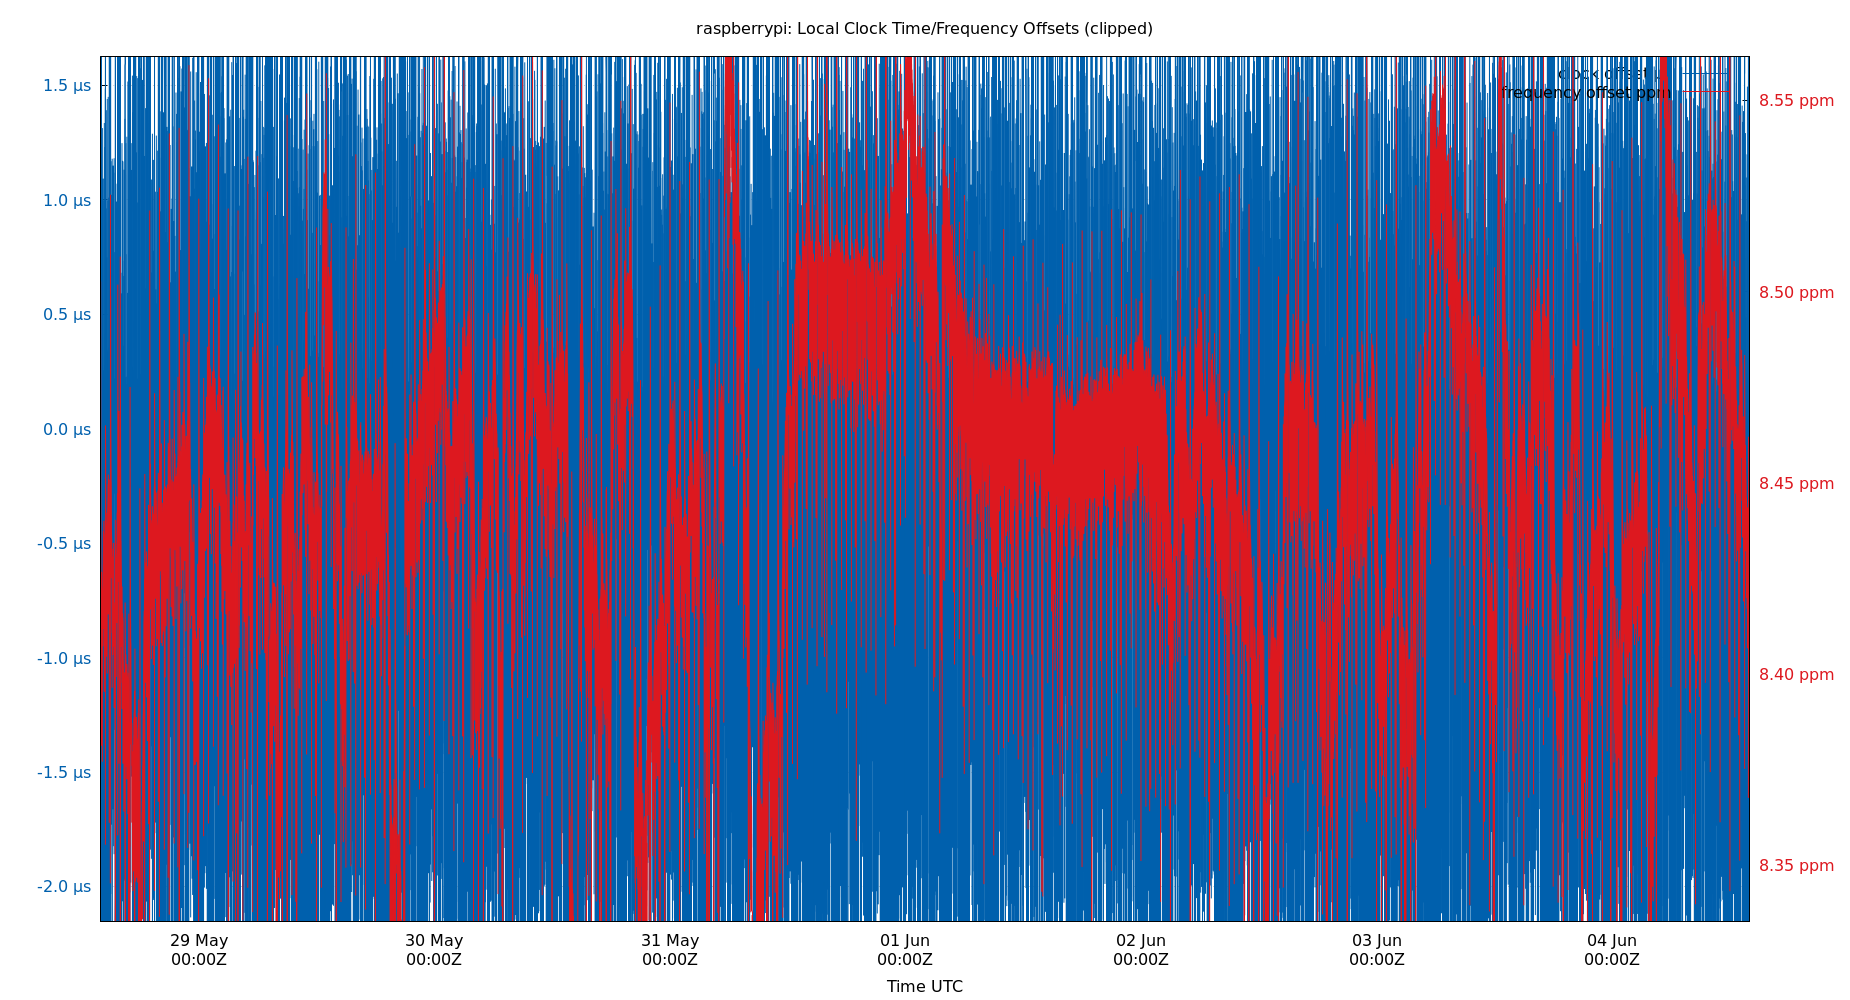 raspberrypi: Local Clock Time/Frequency Offsets (clipped)
clock offset
frequency offset ppm
1.5 µs
1.0 µs
0.5 µs
0.0 µs
-0.5 µs
-1.0 µs
-1.5 µs
-2.0 µs
8.55 ppm
8.50 ppm
8.45 ppm
8.40 ppm
8.35 ppm
29 May 30 May 31 May 01 Jun 02 Jun 03 Jun 04 Jun
00:00Z 00:00Z 00:00Z 00:00Z 00:00Z 00:00Z 00:00Z
Time UTC